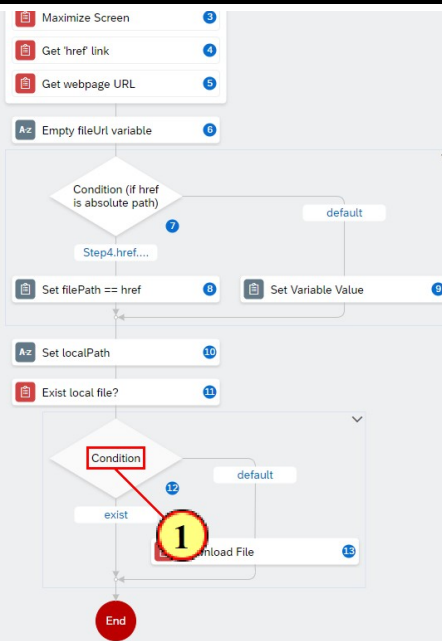 Maximize Screen 3
Get 'href' link 4
Get webpage URL 5
A-z Empty fileUrl variable 6
Condition (if href
is absolute path)
7
default
Step4.href....
Set filePath == href 8
Set Variable Value 9
A-z Set localPath 10
Exist local file? 11
Condition
12
default
exist
1
File 13
End